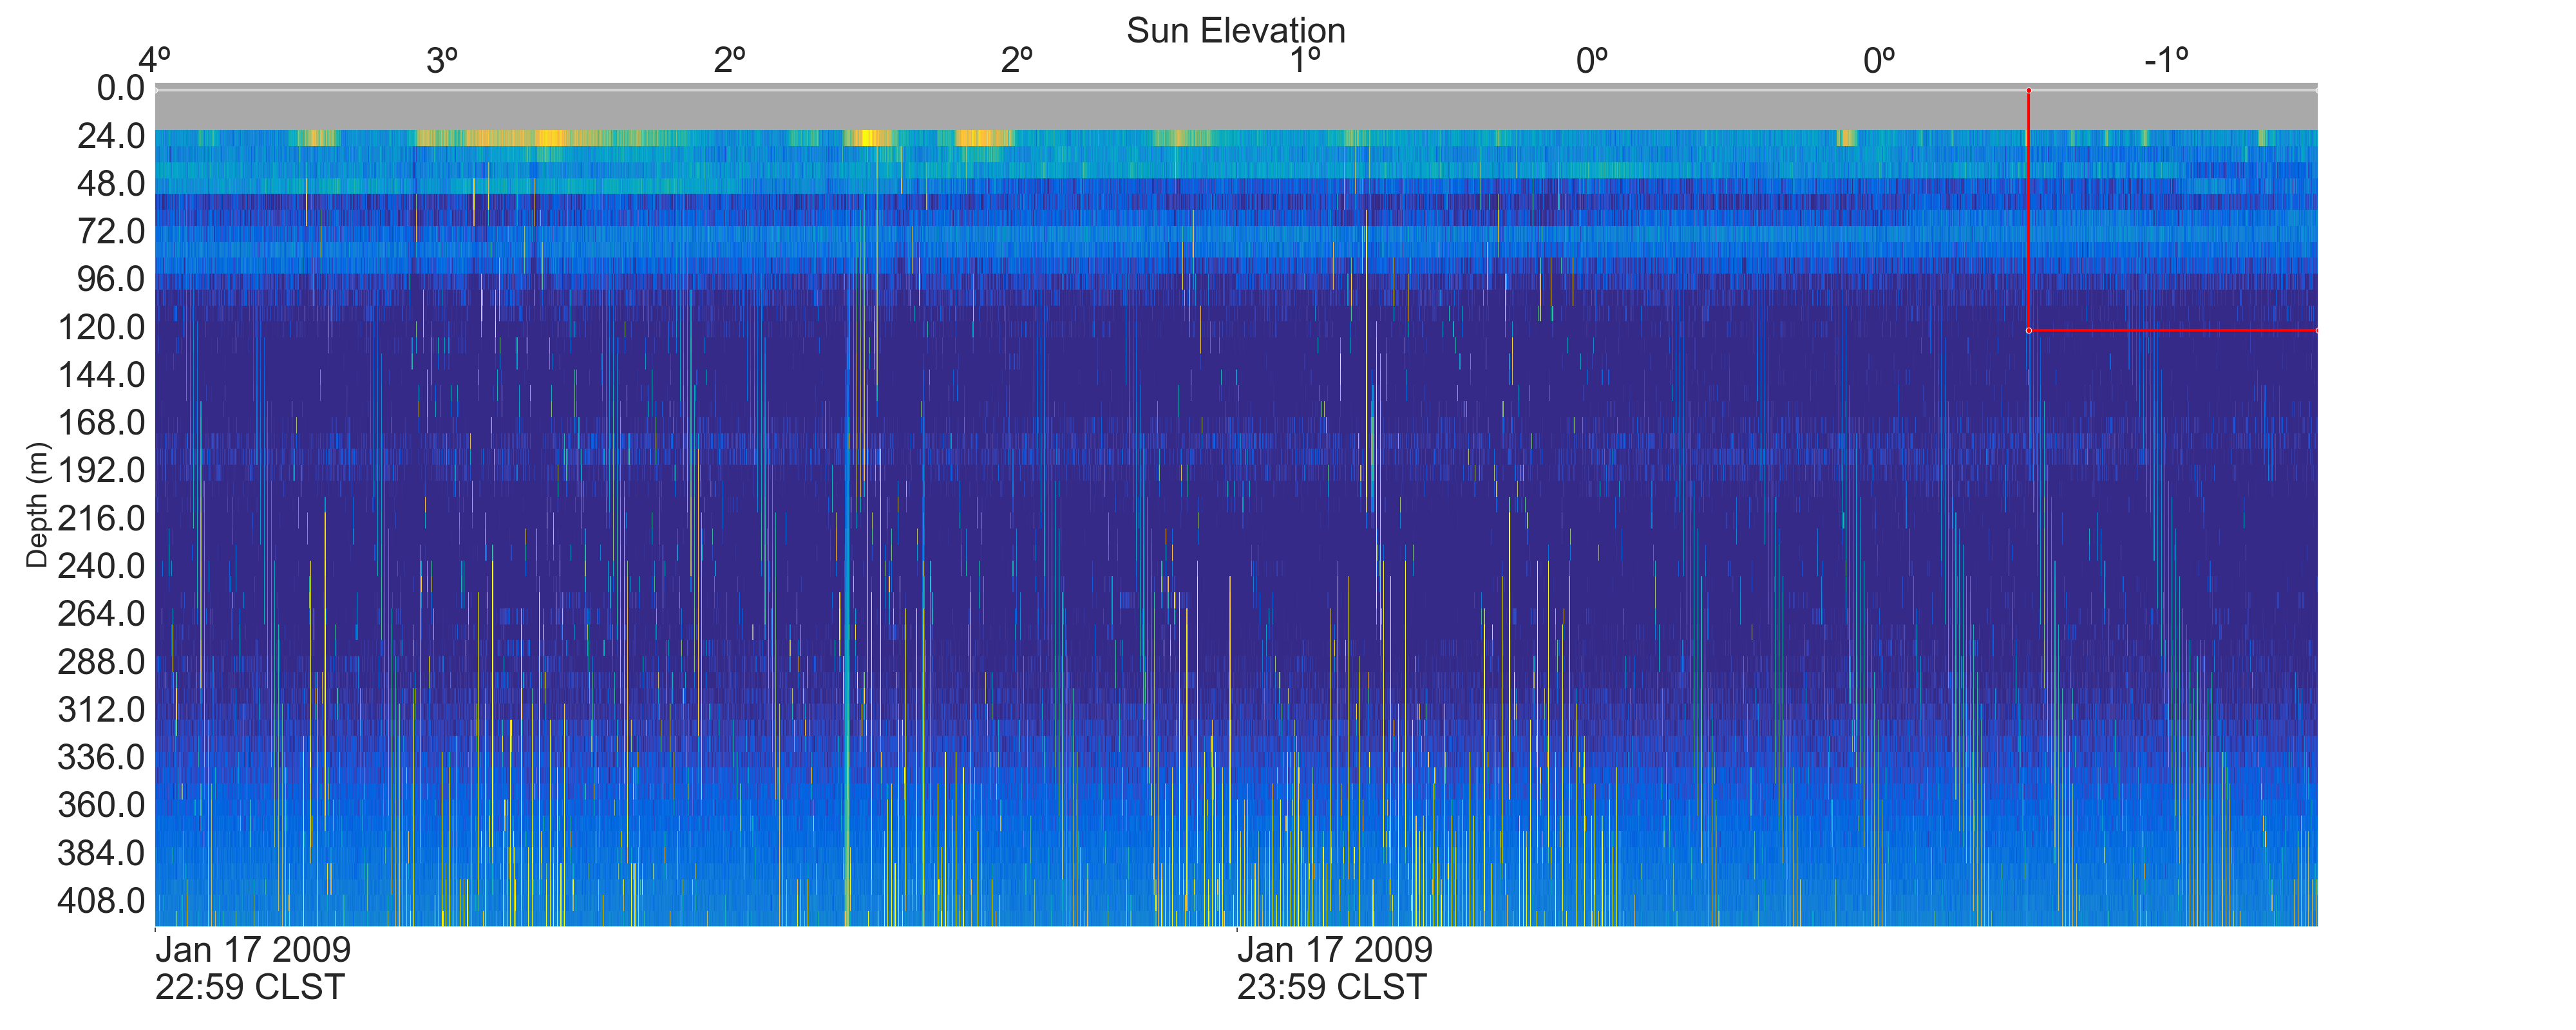 Sun Elevation
4º 3º 2º 2º 1º 0º 0º -1º
0.0
24.0
48.0
72.0
96.0
120.0
144.0
168.0
192.0
216.0
240.0
264.0
288.0
312.0
336.0
360.0
384.0
408.0
Depth (m)
Jan 17 2009
22:59 CLST
Jan 17 2009
23:59 CLST